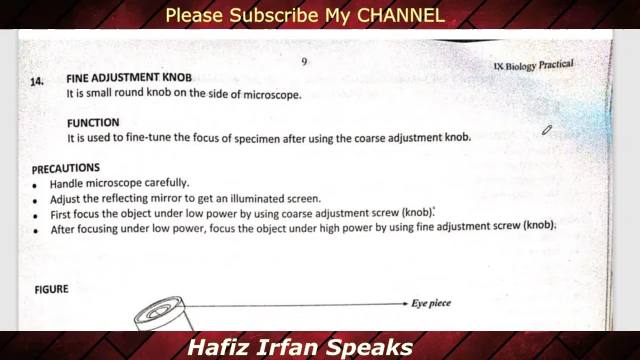 Please Subscribe My CHANNEL
9
IX Biology Practical
14. FINE ADJUSTMENT KNOB
It is small round knob on the side of microscope.
FUNCTION
It is used to fine-tune the focus of specimen after using the coarse adjustment knob.
PRECAUTIONS
• Handle microscope carefully.
• Adjust the reflecting mirror to get an illuminated screen.
• First focus the object under low power by using coarse adjustment screw (knob).
• After focusing under low power, focus the object under high power by using fine adjustment screw (knob).
FIGURE
Eye piece
Hafiz Irfan Speaks